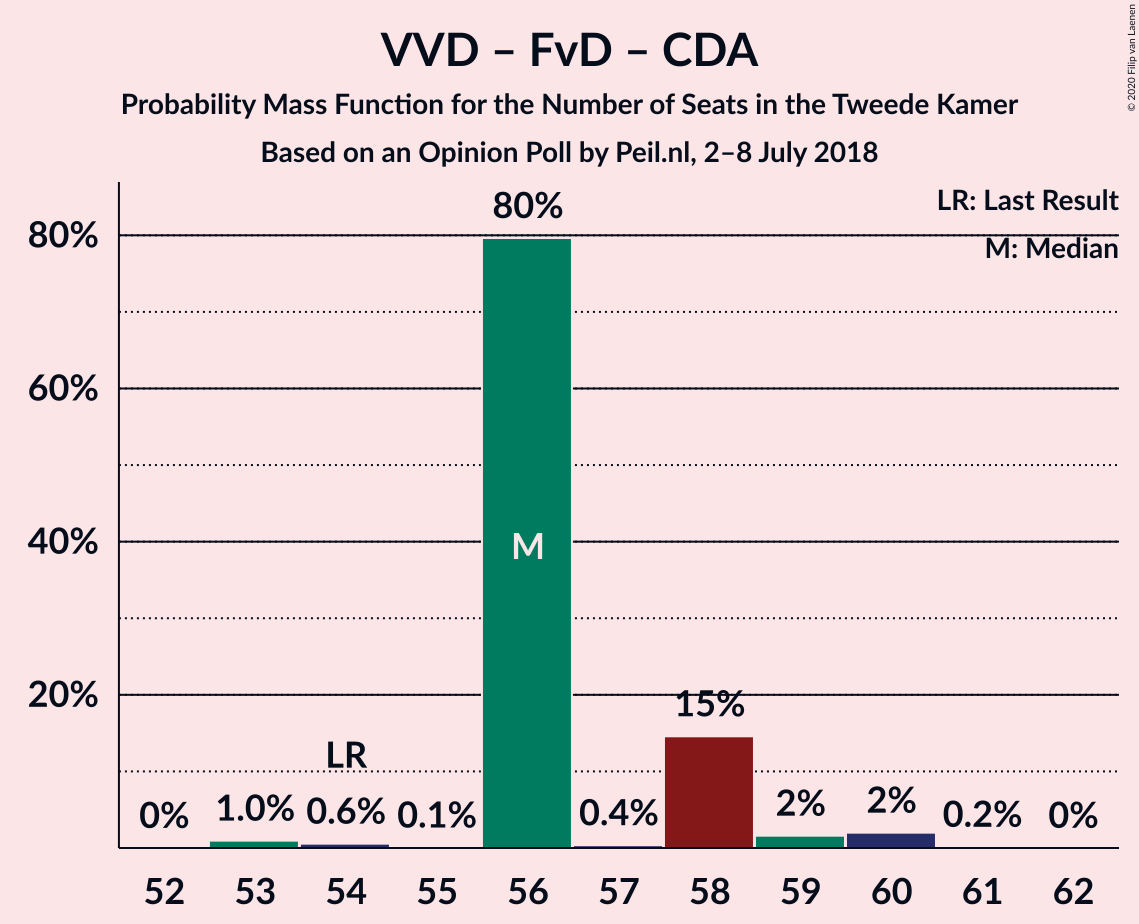 VVD – FvD – CDA
Probability Mass Function for the Number of Seats in the Tweede Kamer
Based on an Opinion Poll by Peil.nl, 2–8 July 2018
© 2020 Filip van Laenen
LR: Last Result
M: Median
80%
60%
40%
20%
0%
1.0%
LR
0.6%
0.1%
80%
M
0.4%
15%
2%
2%
0.2%
0%
52 53 54 55 56 57 58 59 60 61 62